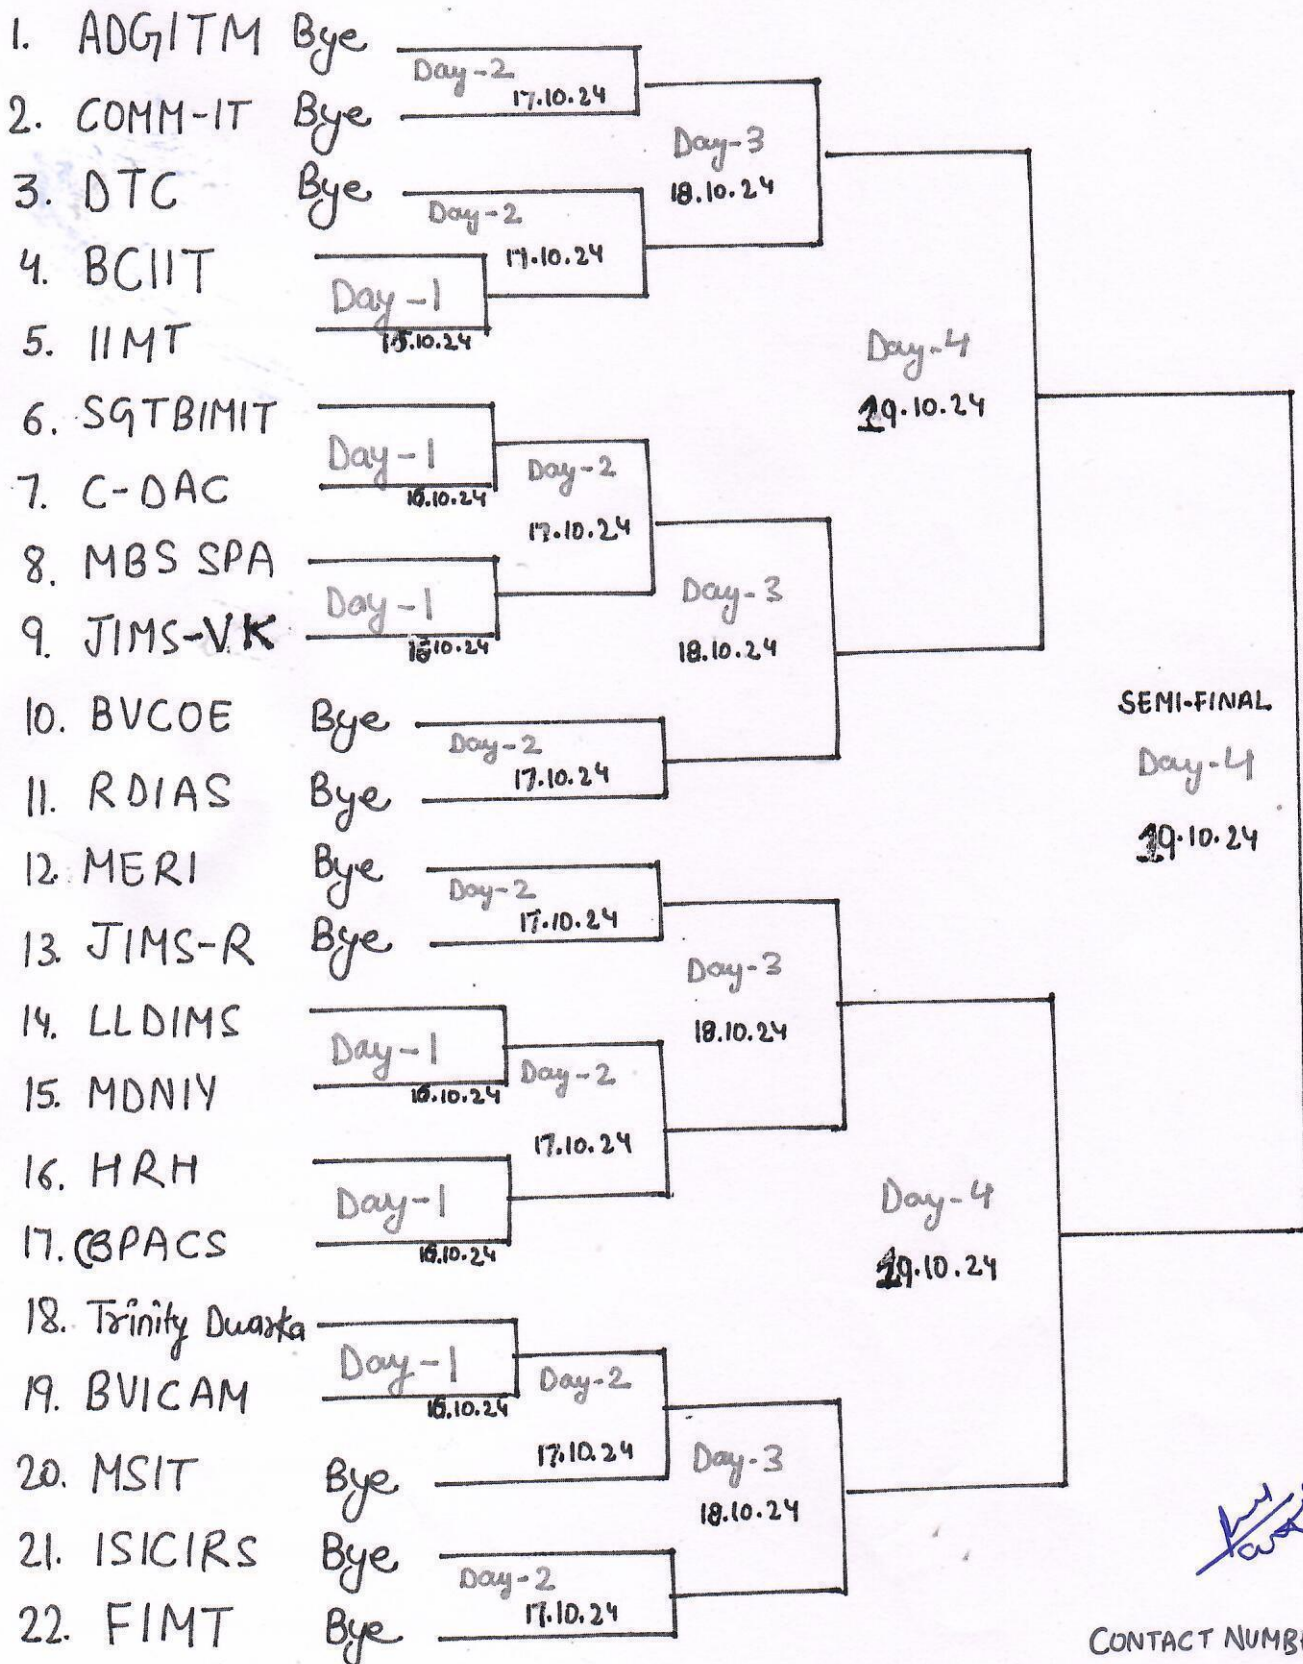 1. ADGITM Bye
Day-2
17.10.24
2. COMM-IT Bye
Day-3
18.10.24
3. DTC Bye
Day-2
17.10.24
4. BCIIT
Day-1
5. IIMT
15.10.24
Day-4
19.10.24
6. SGTBIMIT
Day-1
7. C-DAC
16.10.24
Day-2
17.10.24
8. MBS SPA
Day-1
9. JIMS-VK
10.24
Day-3
18.10.24
SEMI-FINAL
Day-4
19.10.24
10. BVCOE Bye
Day-2
17.10.24
11. RDIAS Bye
12. MERI Bye
Day-2
17.10.24
13. JIMS-R Bye
Day-3
18.10.24
14. LLDIMS
Day-1
15. MDNIY
16.10.24
Day-2
17.10.24
16. HRH
Day-1
17. CBPACS
16.10.24
Day-4
19.10.24
18. Trinity Dwarka
Day-1
19. BVICAM
16.10.24
Day-2
17.10.24
20. MSIT Bye
Day-3
18.10.24
21. ISICIRS Bye
Day-2
17.10.24
22. FIMT Bye
CONTACT NUMB